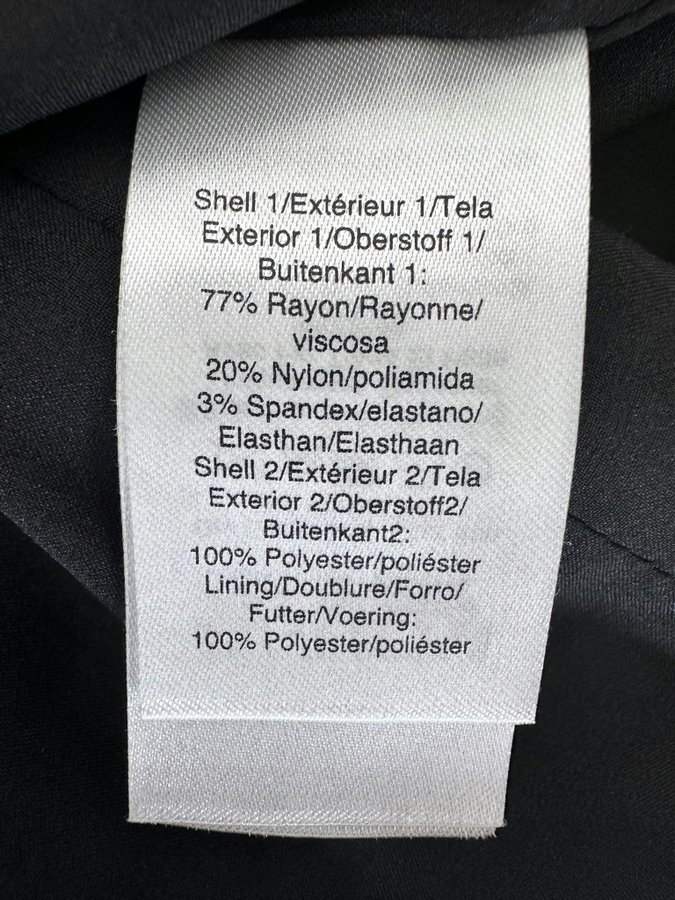 Shell 1/Extérieur 1/Tela
Exterior 1/Oberstoff 1/
Buitenkant 1:
77% Rayon/Rayonne/
viscosa
20% Nylon/poliamida
3% Spandex/elastano/
Elasthan/Elasthaan
Shell 2/Extérieur 2/Tela
Exterior 2/Oberstoff2/
Buitenkant2:
100% Polyester/poliéster
Lining/Doublure/Forro/
Futter/Voering:
100% Polyester/poliéster